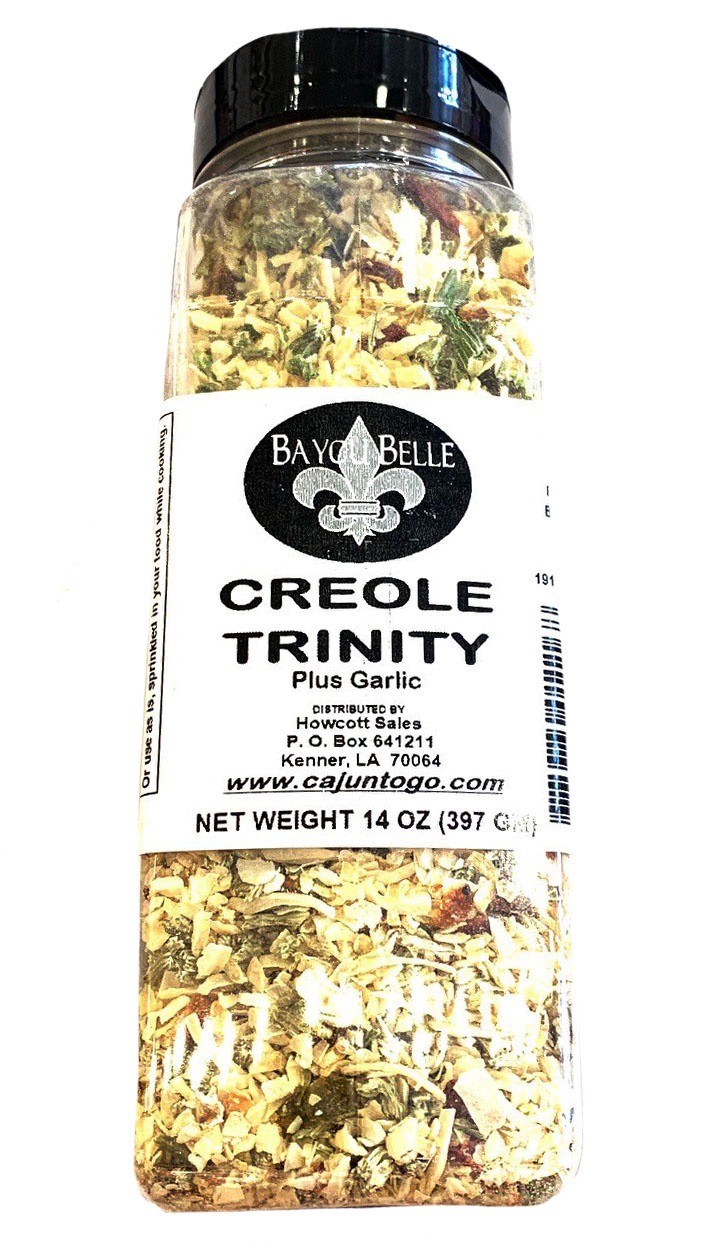 BAYOU BELLE
CREOLE
TRINITY
Plus Garlic
DISTRIBUTED BY
Howcott Sales
P. O. Box 641211
Kenner, LA 70064
www.cajuntogo.com
NET WEIGHT 14 OZ (397 GM)
Or use as is, sprinkled in your food while cooking.
191